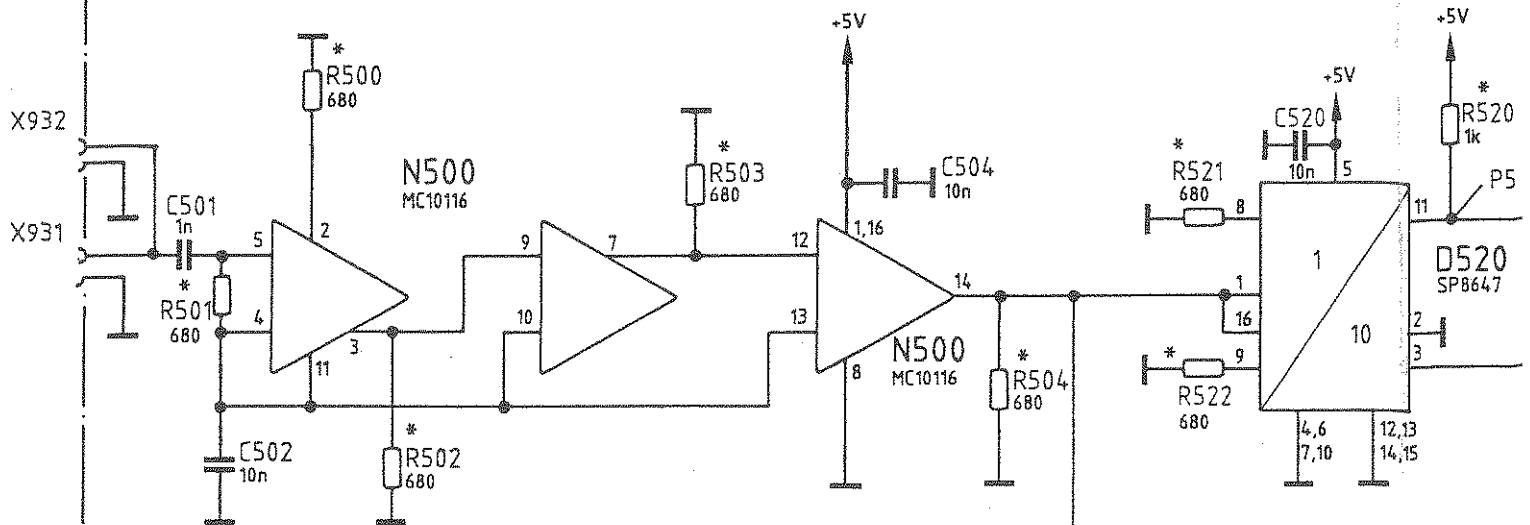 X932
X931
C501
1n
*
R501
680
5
4
2
3
11
*
R500
680
N500
MC10116
C502
10n
*
R502
680
9
10
7
*
R503
680
+5V
C504
10n
12
13
1,16
14
8
N500
MC10116
*
R504
680
*
R521
680
8
1
16
9
*
R522
680
+5V
C520
10n
5
1
10
11
2
3
4,6
7,10
12,13
14,15
+5V
*
R520
1k
P5
D520
SP8647